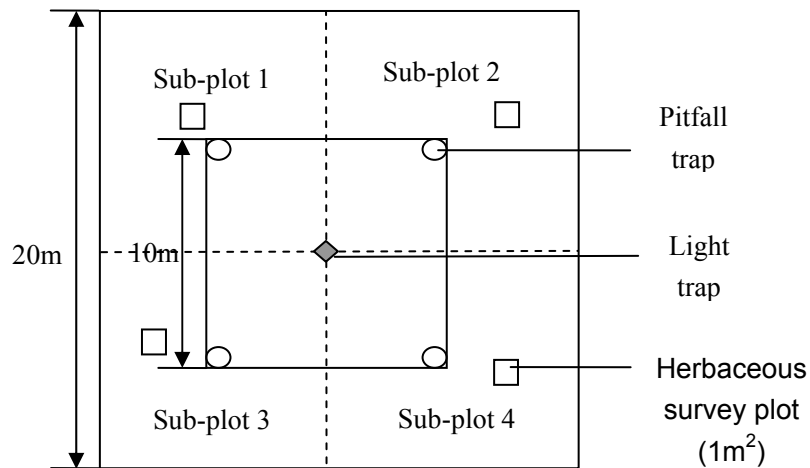 Sub-plot 1
Sub-plot 2
Pitfall
trap
20m
10m
Light
trap
Sub-plot 3
Sub-plot 4
Herbaceous
survey plot
(1m²)